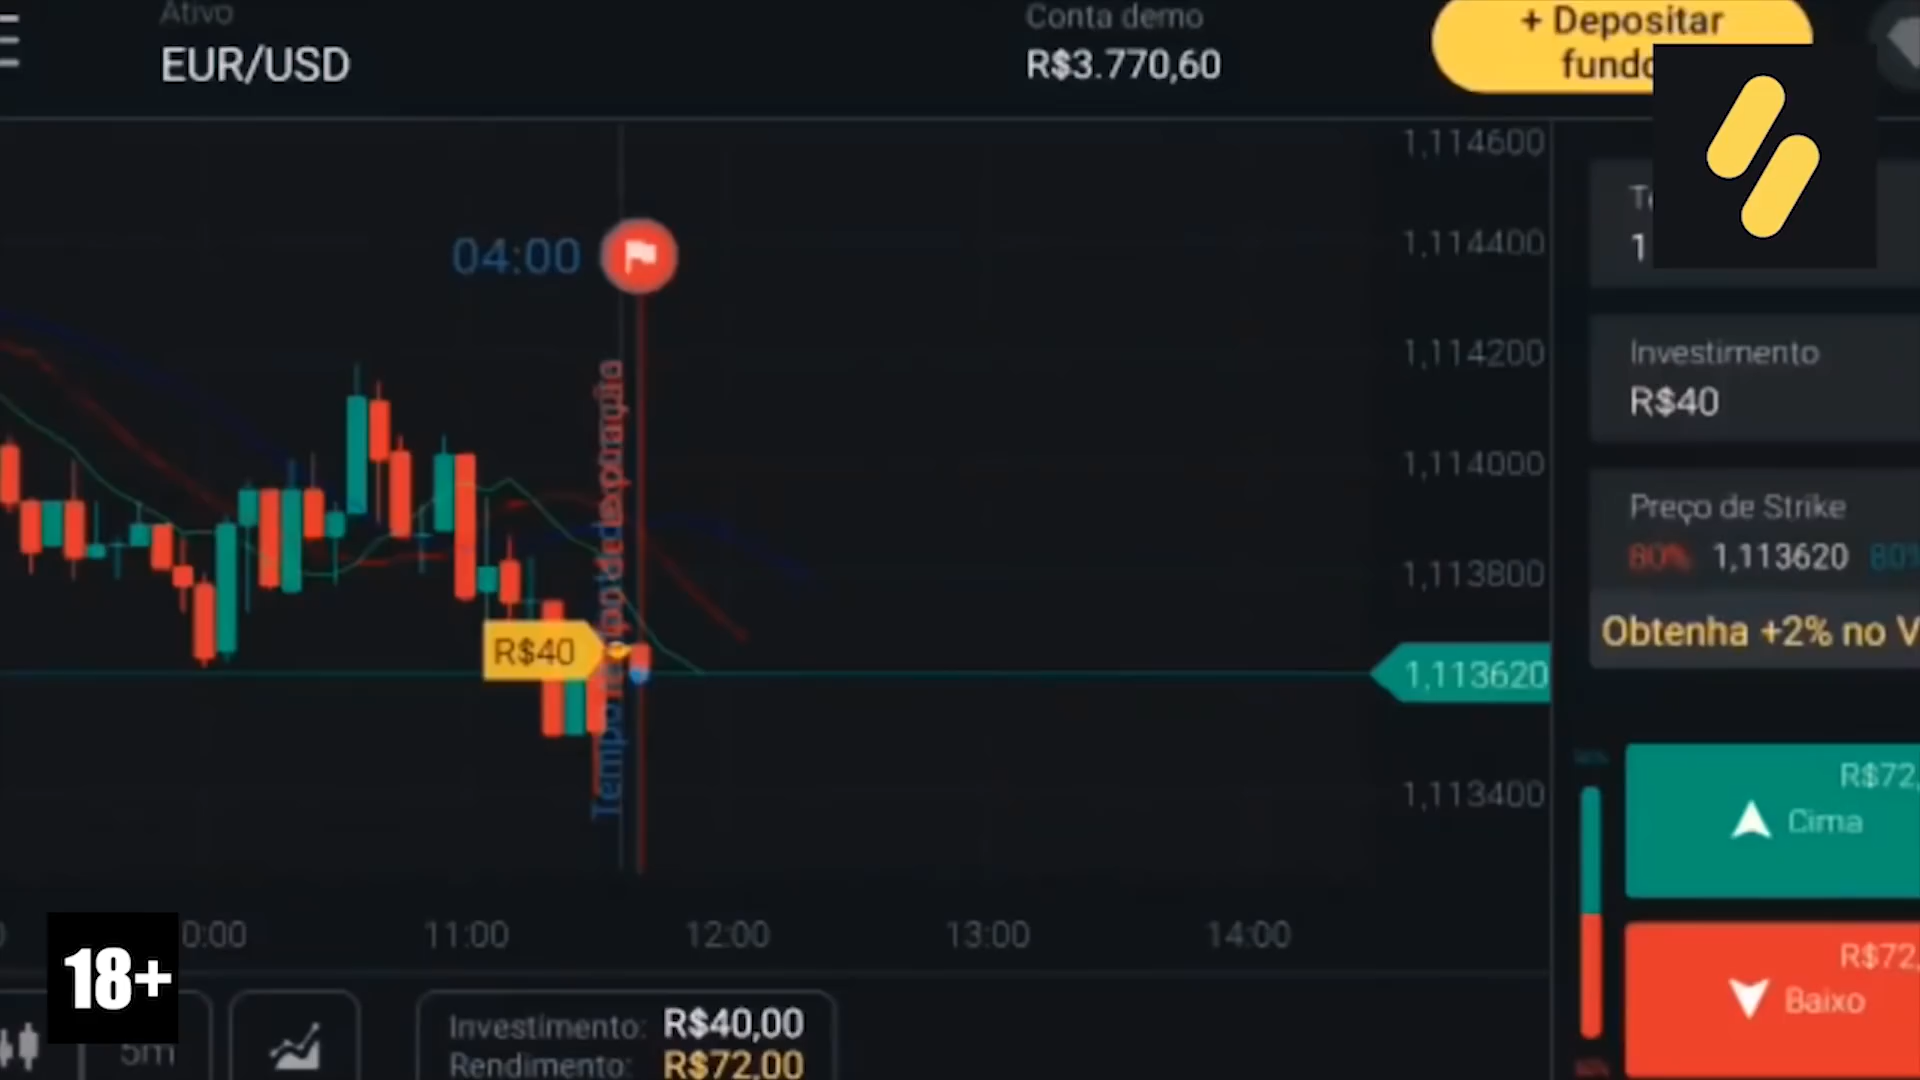 Ativo
EUR/USD
Conta demo
R$3.770,60
+ Depositar
1,114600
1,114400
1,114200
1,114000
1,113800
1,113620
1,113400
04:00
R$40
Investimento
R$40
Preço de Strike
80% 1,113620
Obtenha +2% no V
R$72,
Cima
R$72,
Baixo
11:00
12:00
13:00
14:00
18+
5m
Investimento: R$40,00
Rendimento: R$72,00